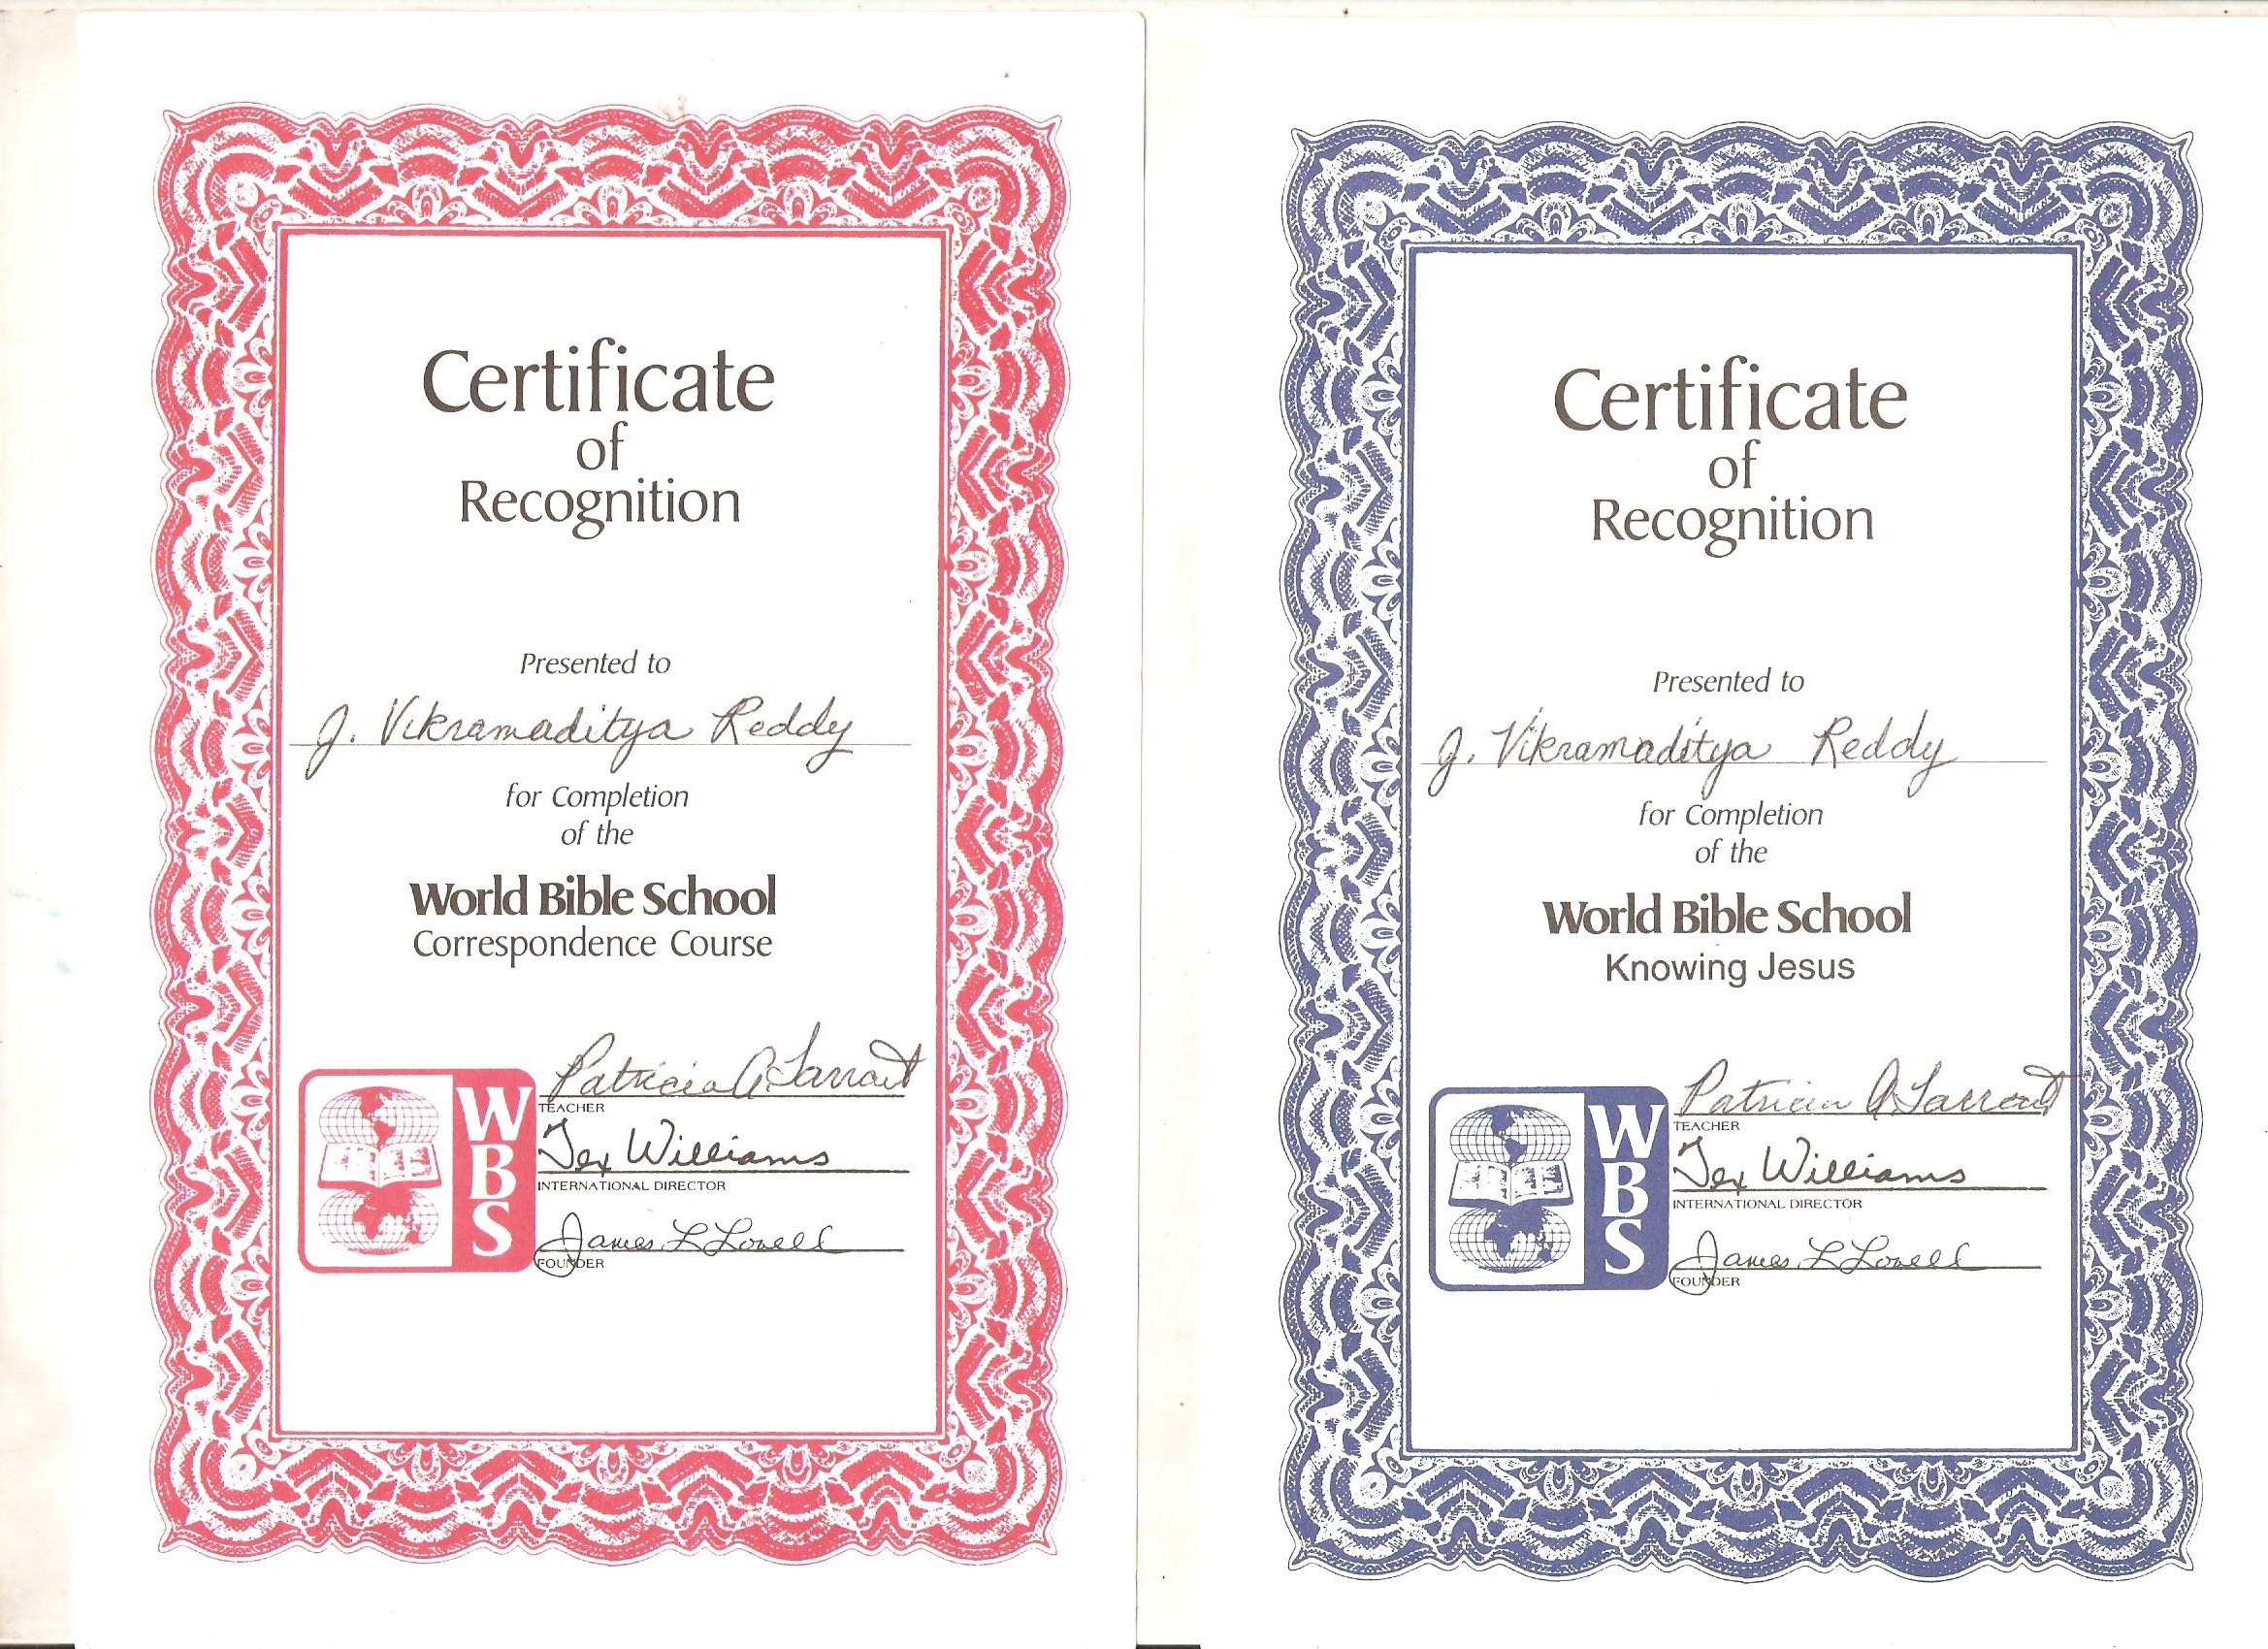 Certificate
of
Recognition
Presented to
J. Vikramaditya Reddy
for Completion
of the
World Bible School
Correspondence Course
WBS
Patricia A
TEACHER
Tex Williams
INTERNATIONAL DIRECTOR
James L Lovell
FOUNDER
Certificate
of
Recognition
Presented to
J. Vikramaditya Reddy
for Completion
of the
World Bible School
Knowing Jesus
WBS
Patricia A
TEACHER
Tex Williams
INTERNATIONAL DIRECTOR
James L Lovell
FOUNDER